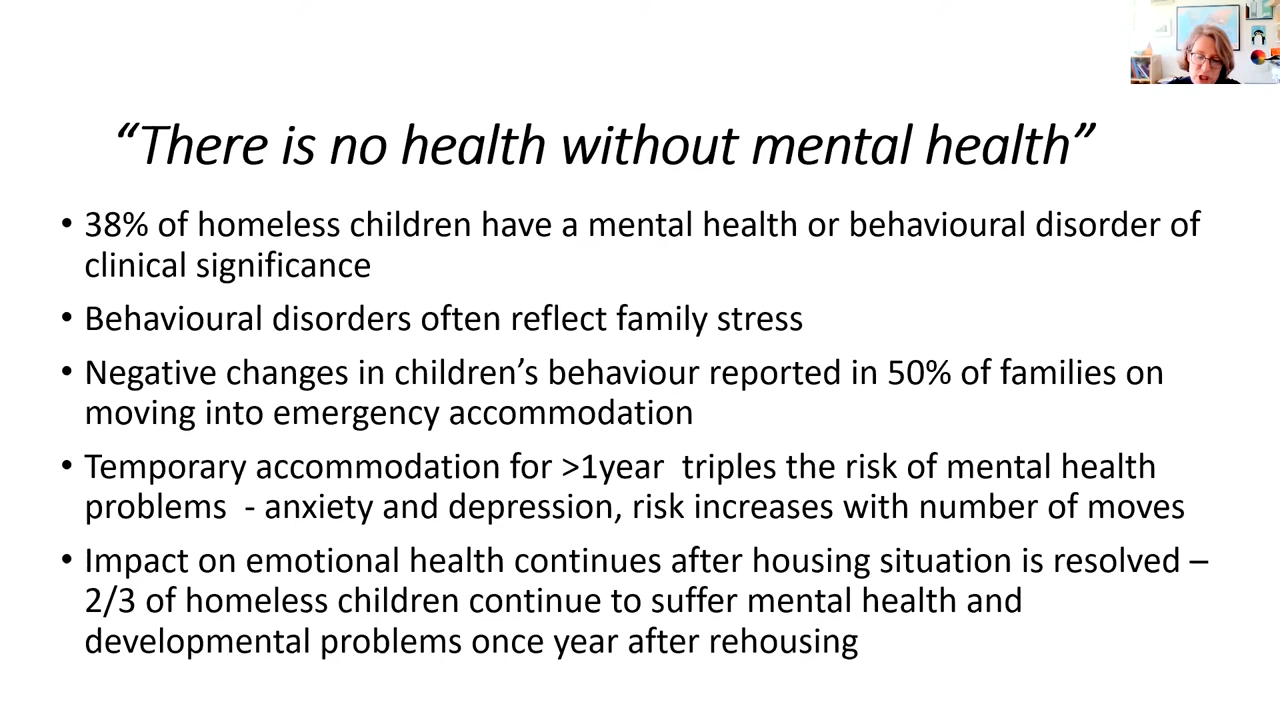 “There is no health without mental health”
• 38% of homeless children have a mental health or behavioural disorder of
clinical significance
• Behavioural disorders often reflect family stress
• Negative changes in children’s behaviour reported in 50% of families on
moving into emergency accommodation
• Temporary accommodation for >1year  triples the risk of mental health
problems  - anxiety and depression, risk increases with number of moves
• Impact on emotional health continues after housing situation is resolved –
2/3 of homeless children continue to suffer mental health and
developmental problems once year after rehousing